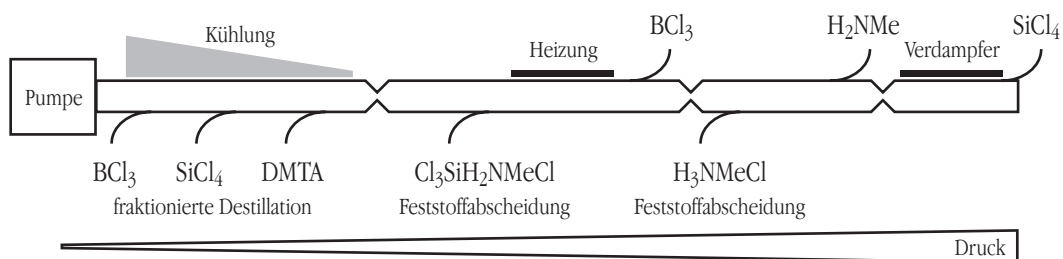 Kühlung
Heizung
BCl3
H2NMe
Verdampfer
SiCl4
Pumpe
BCl3
SiCl4
DMTA
Cl3SiH2NMeCl
H3NMeCl
fraktionierte Destillation
Feststoffabscheidung
Feststoffabscheidung
Druck